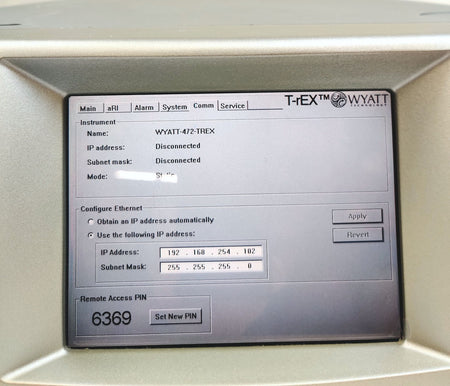 Main aRI Alarm System Comm Service T-rEX™ WYATT TECHNOLOGY
Instrument
Name: WYATT-472-TREX
IP address: Disconnected
Subnet mask: Disconnected
Mode:
Configure Ethernet
Obtain an IP address automatically
Use the following IP address:
IP Address: 192 . 168 . 254 . 102
Subnet Mask: 255 . 255 . 255 . 0
Apply
Revert
Remote Access PIN
6369 Set New PIN